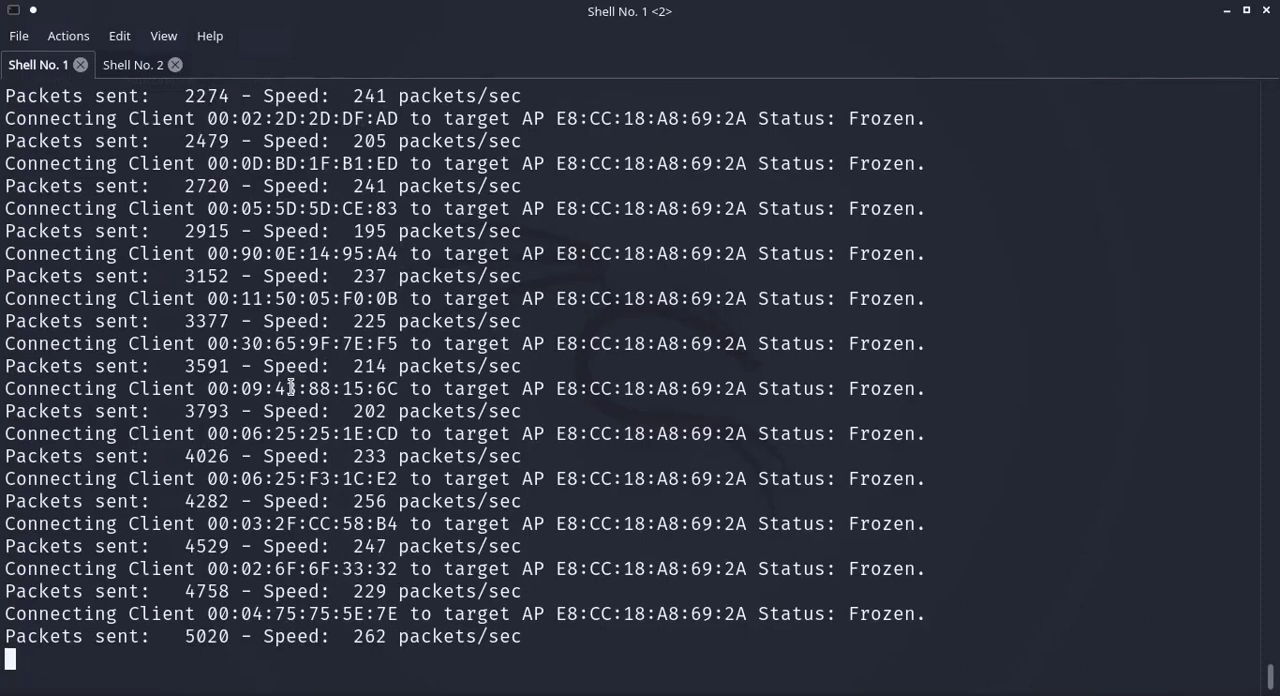 Shell No. 1 <2>
File Actions Edit View Help
Shell No. 1 Shell No. 2
Packets sent: 2274 - Speed: 241 packets/sec
Connecting Client 00:02:2D:2D:DF:AD to target AP E8:CC:18:A8:69:2A Status: Frozen.
Packets sent: 2479 - Speed: 205 packets/sec
Connecting Client 00:0D:BD:1F:B1:ED to target AP E8:CC:18:A8:69:2A Status: Frozen.
Packets sent: 2720 - Speed: 241 packets/sec
Connecting Client 00:05:5D:5D:CE:83 to target AP E8:CC:18:A8:69:2A Status: Frozen.
Packets sent: 2915 - Speed: 195 packets/sec
Connecting Client 00:90:0E:14:95:A4 to target AP E8:CC:18:A8:69:2A Status: Frozen.
Packets sent: 3152 - Speed: 237 packets/sec
Connecting Client 00:11:50:05:F0:0B to target AP E8:CC:18:A8:69:2A Status: Frozen.
Packets sent: 3377 - Speed: 225 packets/sec
Connecting Client 00:30:65:9F:7E:F5 to target AP E8:CC:18:A8:69:2A Status: Frozen.
Packets sent: 3591 - Speed: 214 packets/sec
Connecting Client to target AP E8:CC:18:A8:69:2A Status: Frozen.
Packets sent: 3793 - Speed: 202 packets/sec
Connecting Client 00:06:25:25:1E:CD to target AP E8:CC:18:A8:69:2A Status: Frozen.
Packets sent: 4026 - Speed: 233 packets/sec
Connecting Client 00:06:25:F3:1C:E2 to target AP E8:CC:18:A8:69:2A Status: Frozen.
Packets sent: 4282 - Speed: 256 packets/sec
Connecting Client 00:03:2F:CC:58:B4 to target AP E8:CC:18:A8:69:2A Status: Frozen.
Packets sent: 4529 - Speed: 247 packets/sec
Connecting Client 00:02:6F:6F:33:32 to target AP E8:CC:18:A8:69:2A Status: Frozen.
Packets sent: 4758 - Speed: 229 packets/sec
Connecting Client 00:04:75:75:5E:7E to target AP E8:CC:18:A8:69:2A Status: Frozen.
Packets sent: 5020 - Speed: 262 packets/sec